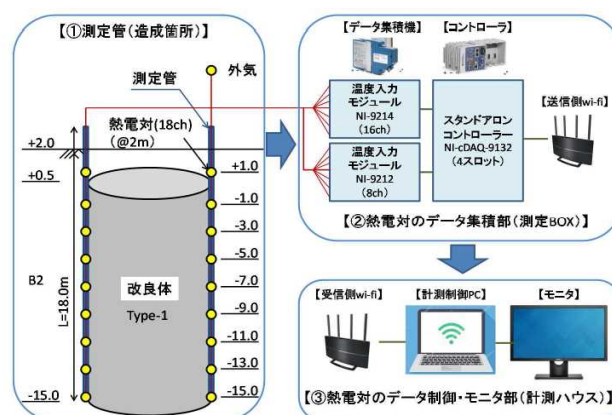 【①測定管(造成箇所)】
外気
測定管
熱電対(18ch)
(@2m)
+2.0
+0.5
B2
L=18.0m
-15.0
改良体
Type-1
+1.0
-1.0
-3.0
-5.0
-7.0
-9.0
-11.0
-13.0
-15.0
【データ集積機】
【コントローラ】
温度入力
モジュール
NI-9214
(16ch)
温度入力
モジュール
NI-9212
(8ch)
スタンドアロン
コントローラー
NI-cDAQ-9132
(4スロット)
【送信側wi-fi】
【②熱電対のデータ集積部(測定BOX)】
【受信側wi-fi】
【計測制御PC】
【モニタ】
【③熱電対のデータ制御・モニタ部(計測ハウス)】